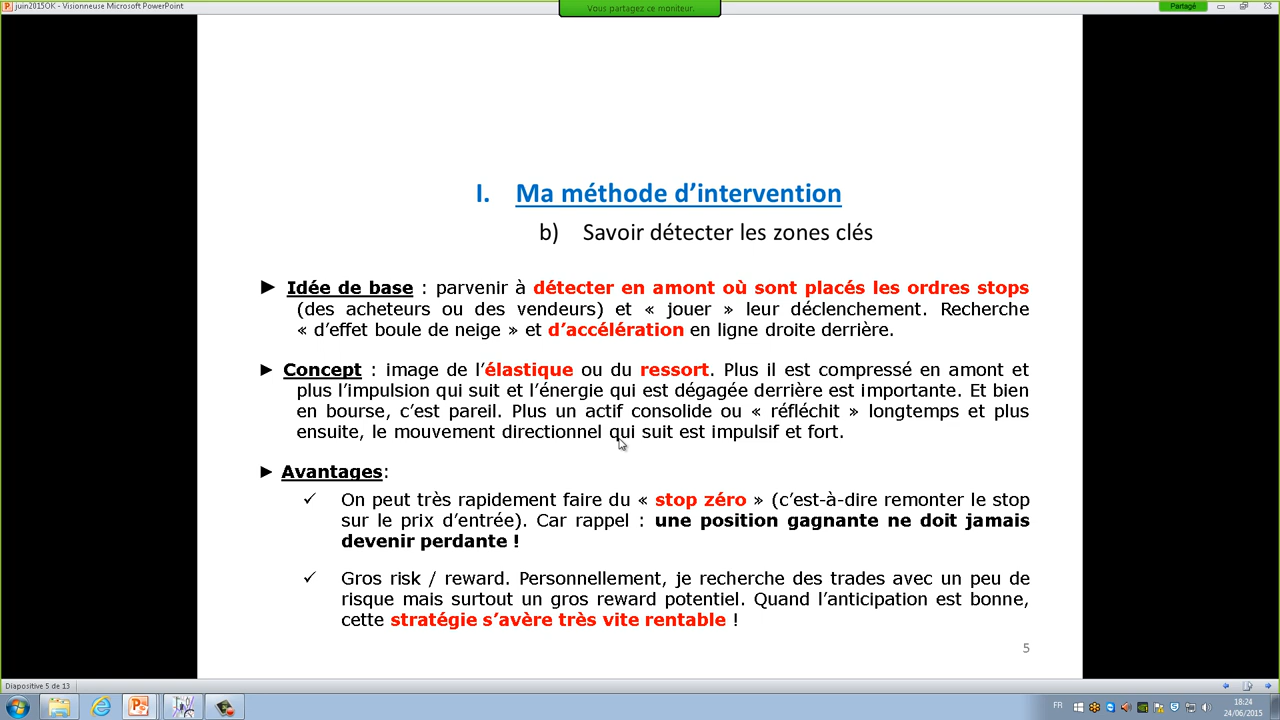 juin2015OK - Visionneuse Microsoft PowerPoint
Vous partagez ce moniteur.
Partagé
I. Ma méthode d’intervention
b) Savoir détecter les zones clés
► Idée de base : parvenir à détecter en amont où sont placés les ordres stops
(des acheteurs ou des vendeurs) et « jouer » leur déclenchement. Recherche
« d’effet boule de neige » et d’accélération en ligne droite derrière.
► Concept : image de l’élastique ou du ressort. Plus il est compressé en amont et
plus l’impulsion qui suit et l’énergie qui est dégagée derrière est importante. Et bien
en bourse, c’est pareil. Plus un actif consolide ou « réfléchit » longtemps et plus
ensuite, le mouvement directionnel qui suit est impulsif et fort.
► Avantages:
✓ On peut très rapidement faire du « stop zéro » (c’est-à-dire remonter le stop
sur le prix d’entrée). Car rappel : une position gagnante ne doit jamais
devenir perdante !
✓ Gros risk / reward. Personnellement, je recherche des trades avec un peu de
risque mais surtout un gros reward potentiel. Quand l’anticipation est bonne,
cette stratégie s’avère très vite rentable !
5
Diapositive 5 de 13
FR
18:24
24/06/2015